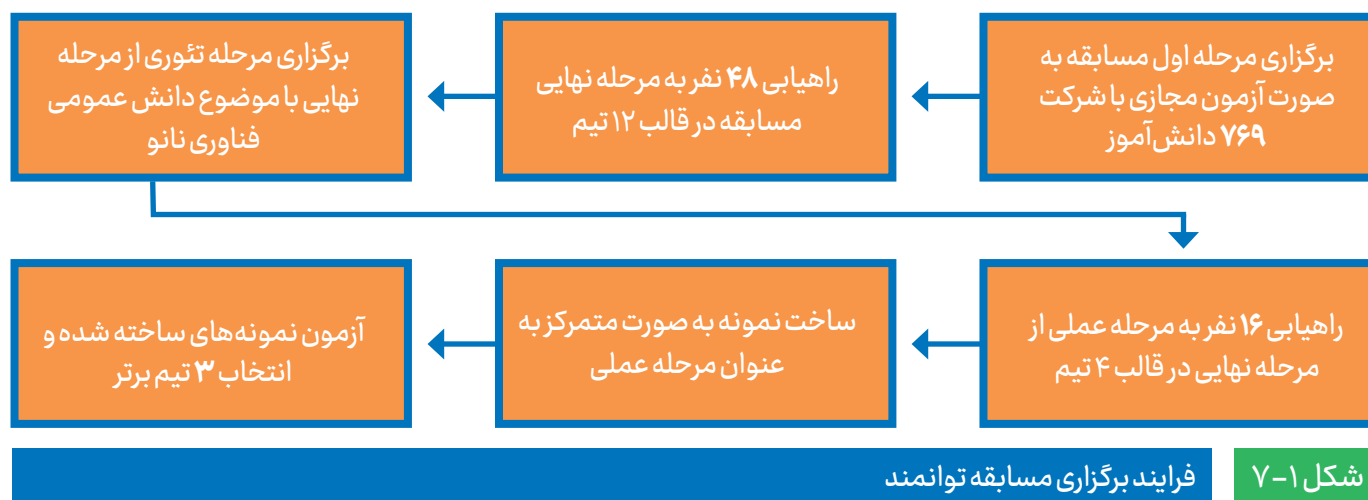 برگزاری مرحله اول مسابقه به
صورت آزمون مجازی با شرکت
۷۶۹ دانش‌آموز
راهیابی ۴۸ نفر به مرحله نهایی
مسابقه در قالب ۱۲ تیم
برگزاری مرحله تئوری از مرحله
نهایی با موضوع دانش عمومی
فناوری نانو
راهیابی ۱۶ نفر به مرحله عملی از
مرحله نهایی در قالب ۴ تیم
ساخت نمونه به صورت متمرکز به
عنوان مرحله عملی
آزمون نمونه‌های ساخته شده و
انتخاب ۳ تیم برتر
شکل ۱-۷
فرایند برگزاری مسابقه توانمند